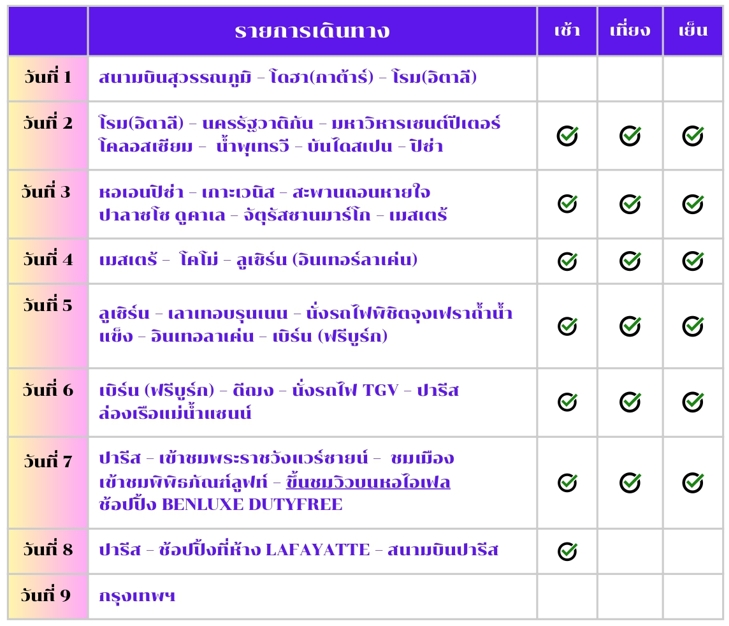 รายการเดินทาง เช้า เที่ยง เย็น
วันที่ 1 สนามบินสุวรรณภูมิ - โดฮา(กาต้าร์) - โรม(อิตาลี)
วันที่ 2 โรม(อิตาลี) - นครรัฐวาติกัน - มหาวิหารเซนต์ปีเตอร์
โคลอสเซียม - น้ำพุเทรวี - บันไดสเปน - ปิซ่า
วันที่ 3 หอเอนปิซ่า - เกาะเวนิส - สะพานถอนหายใจ
ปาลาซโซ ดูคาเล - จัตุรัสซานมาร์โก - เมสเตร้
วันที่ 4 เมสเตร้ - โคโม่ - ลูเซิร์น (อินเทอร์ลาเค่น)
วันที่ 5 ลูเซิร์น - เลาเทอบรุนเนน - นั่งรถไฟพิชิตจุงเฟราถ้ำน้ำ
แข็ง - อินเทอลาเค่น - เบิร์น (ฟรีบูร์ก)
วันที่ 6 เบิร์น (ฟรีบูร์ก) - ดีฌง - นั่งรถไฟ TGV - ปารีส
ล่องเรือแม่น้ำแซนน์
วันที่ 7 ปารีส - เข้าชมพระราชวังแวร์ซายน์ - ชมเมือง
เข้าชมพิพิธภัณฑ์ลูฟท์ - ขึ้นชมวิวบนหอไอเฟล
ช้อปปิ้ง BENLUXE DUTYFREE
วันที่ 8 ปารีส - ช้อปปิ้งที่ห้าง LAFAYATTE - สนามบินปารีส
วันที่ 9 กรุงเทพฯ